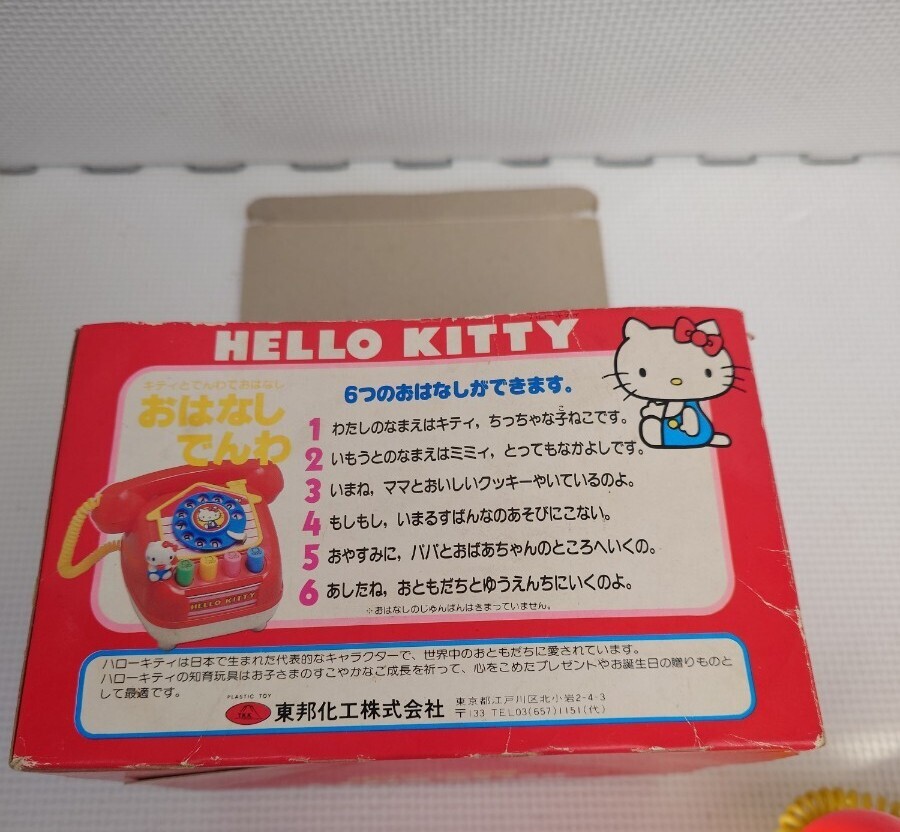 HELLO KITTY
キティとでんわでおはなし
おはなし
でんわ
6つのおはなしができます。
1 わたしのなまえはキティ，ちっちゃな子ねこです。
2 いもうとのなまえはミミィ，とってもなかよしです。
3 いまね，ママとおいしいクッキーやいているのよ。
4 もしもし，いまるすばんなのあそびにこない。
5 おやすみに，パパとおばあちゃんのところへいくの。
6 あしたね，おともだちとゆうえんちにいくのよ。
※おはなしのじゅんばんはきまっていません。
HELLO KITTY
ハローキティは日本で生まれた代表的なキャラクターで、世界中のおともだちに愛されています。
ハローキティの知育玩具はお子さまのすこやかなご成長を祈って、心をこめたプレゼントやお誕生日の贈りものと
して最適です。
PLASTIC TOY
東邦化工株式会社
東京都江戸川区北小岩2-4-3
〒133 TEL03(657)1151(代)